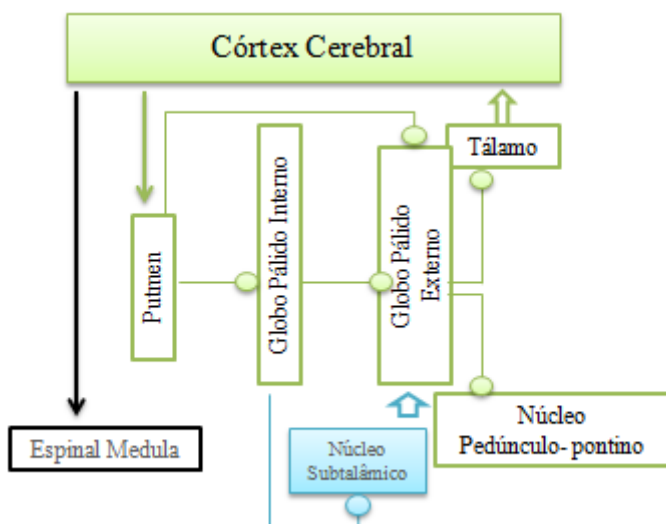 Córtex Cerebral
Tálamo
Putmen
Globo Pálido Interno
Globo Pálido
Externo
Espinal Medula
Núcleo
Subtalâmico
Núcleo
Pedúnculo- pontino